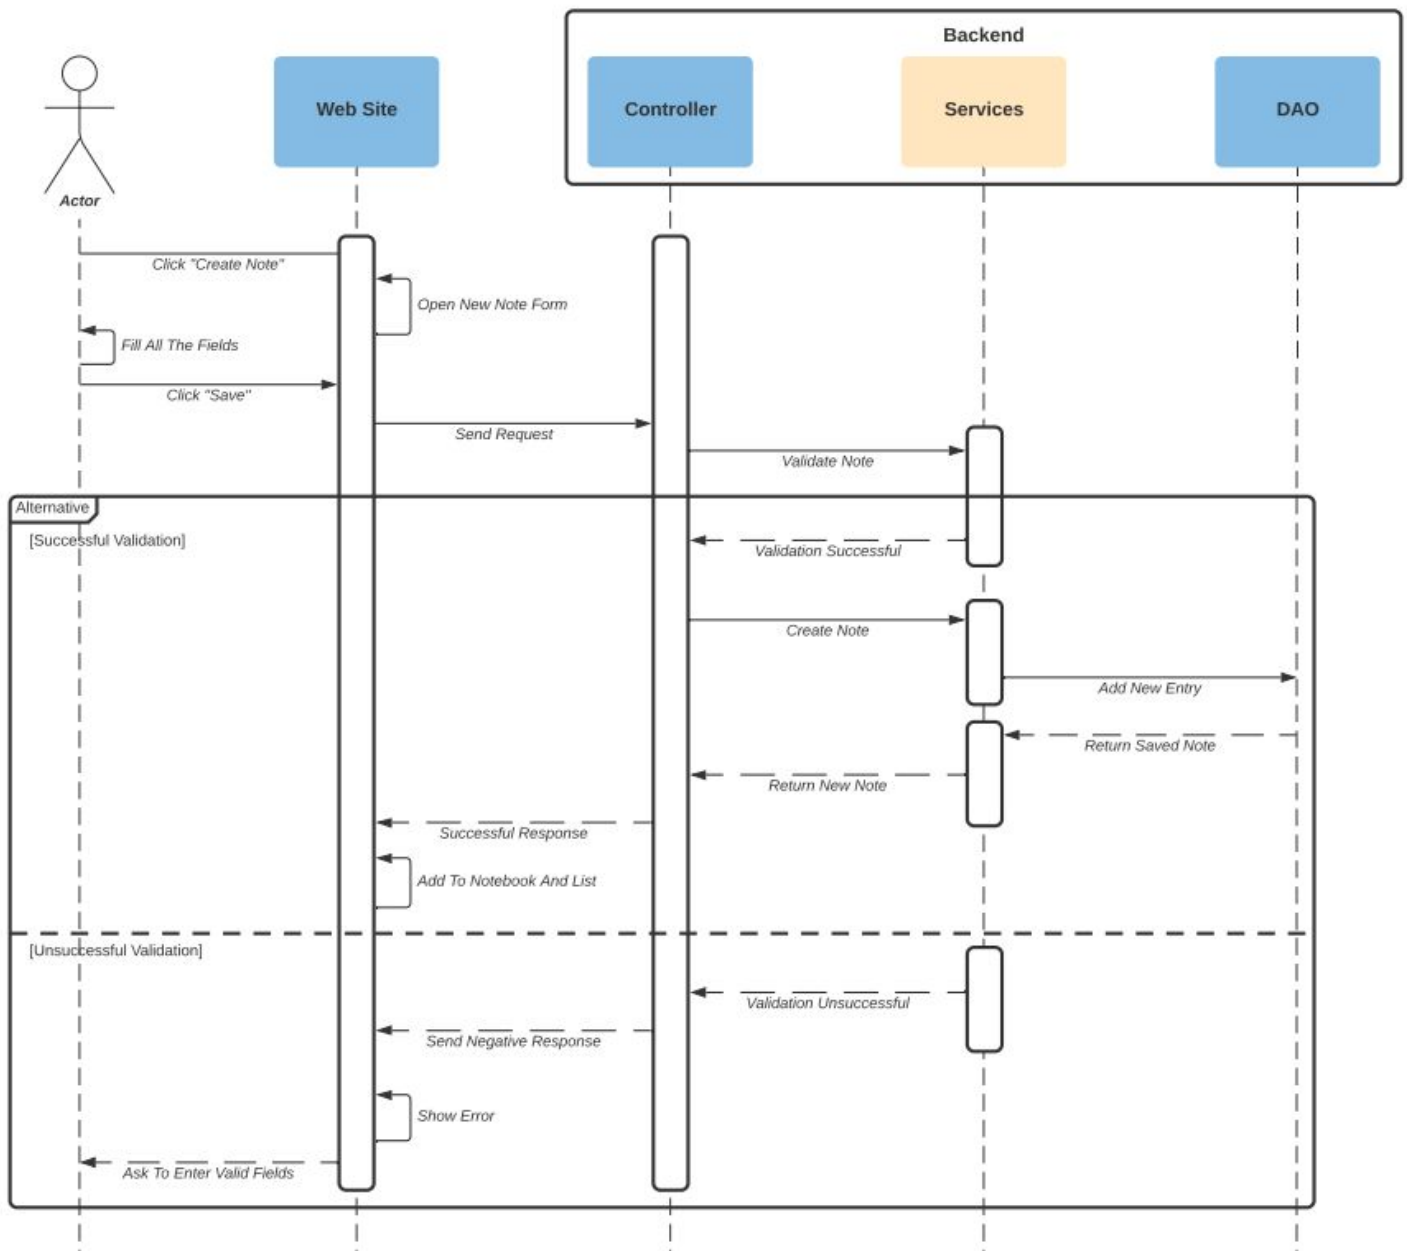 Backend
Web Site
Controller
Services
DAO
Actor
Click "Create Note"
Open New Note Form
Fill All The Fields
Click "Save"
Send Request
Validate Note
Alternative
[Successful Validation]
Validation Successful
Create Note
Add New Entry
Return Saved Note
Return New Note
Successful Response
Add To Notebook And List
[Unsuccessful Validation]
Validation Unsuccessful
Send Negative Response
Show Error
Ask To Enter Valid Fields